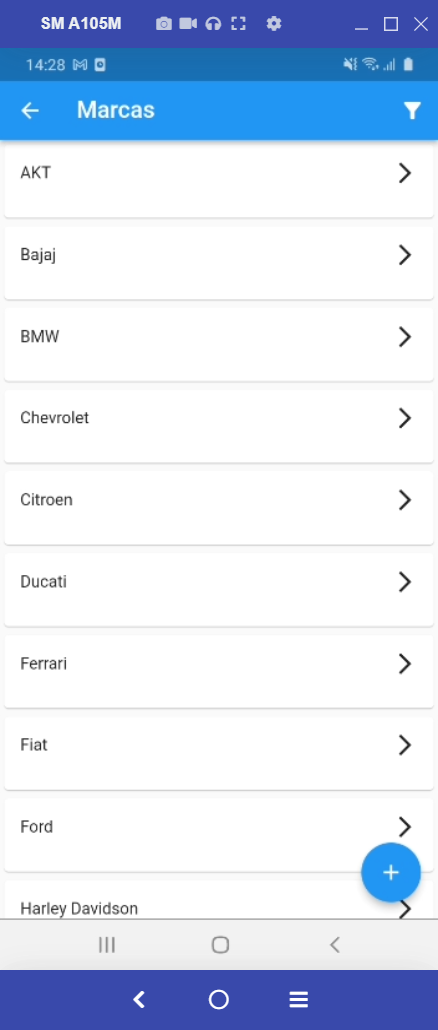 SM A105M
14:28
Marcas
AKT
Bajaj
BMW
Chevrolet
Citroen
Ducati
Ferrari
Fiat
Ford
Harley Davidson